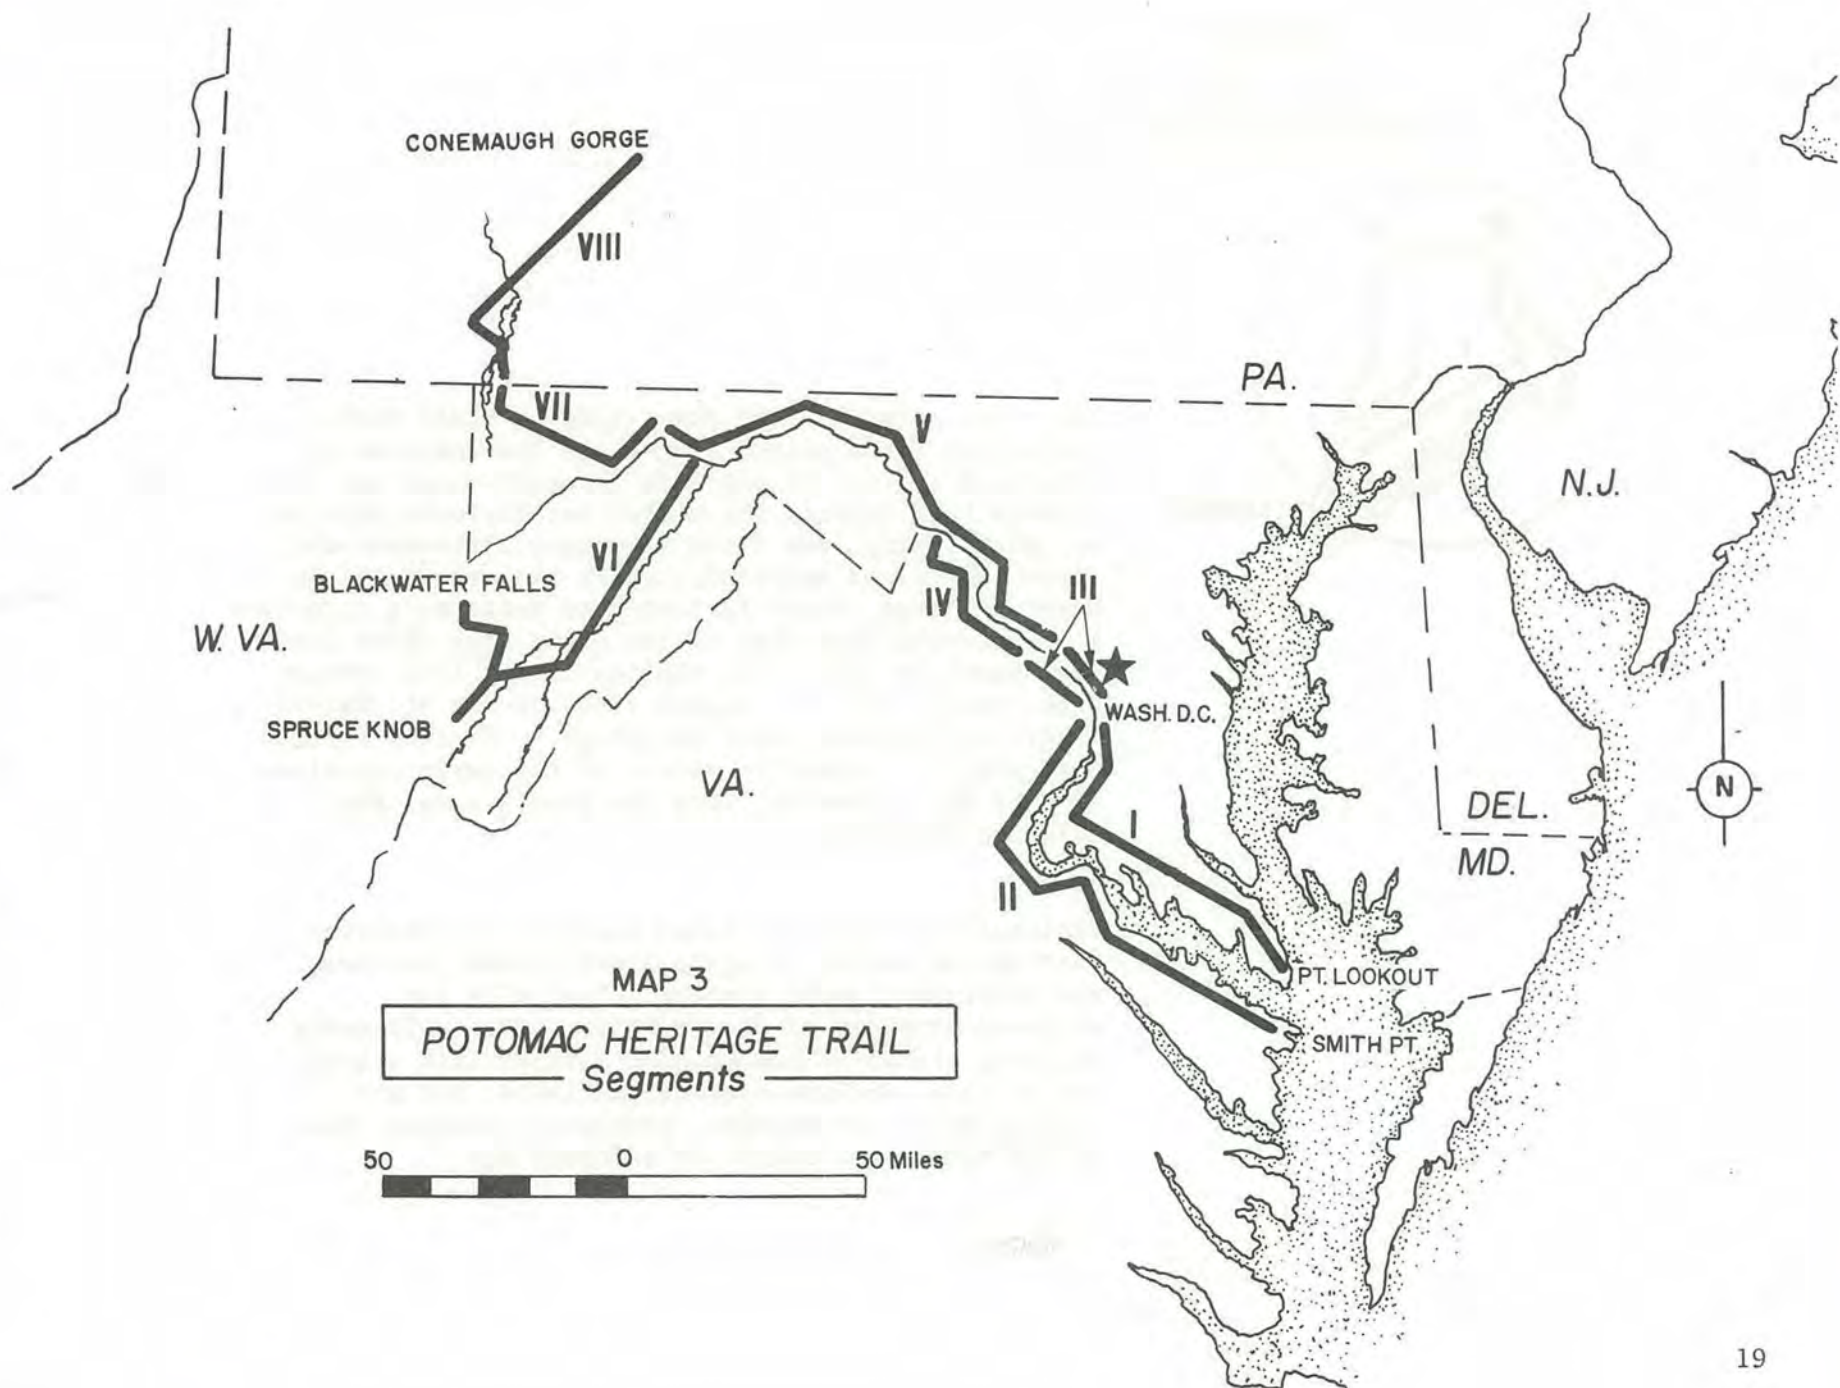 CONEMAUGH GORGE
VIII
PA.
VII
V
N.J.
VI
BLACKWATER FALLS
III
IV
W. VA.
WASH. D.C.
SPRUCE KNOB
VA.
N
DEL.
I
MD.
II
PT. LOOKOUT
MAP 3
POTOMAC HERITAGE TRAIL
Segments
SMITH PT.
50 0 50 Miles
19